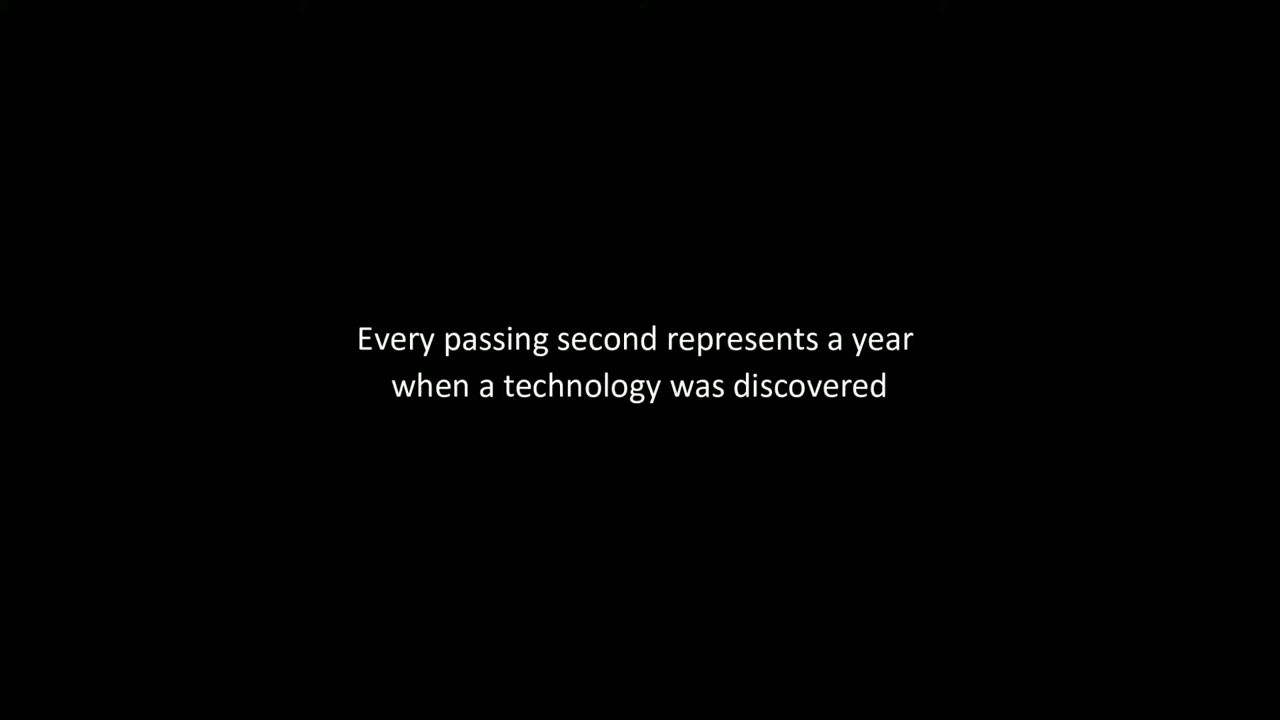 Every passing second represents a year
when a technology was discovered